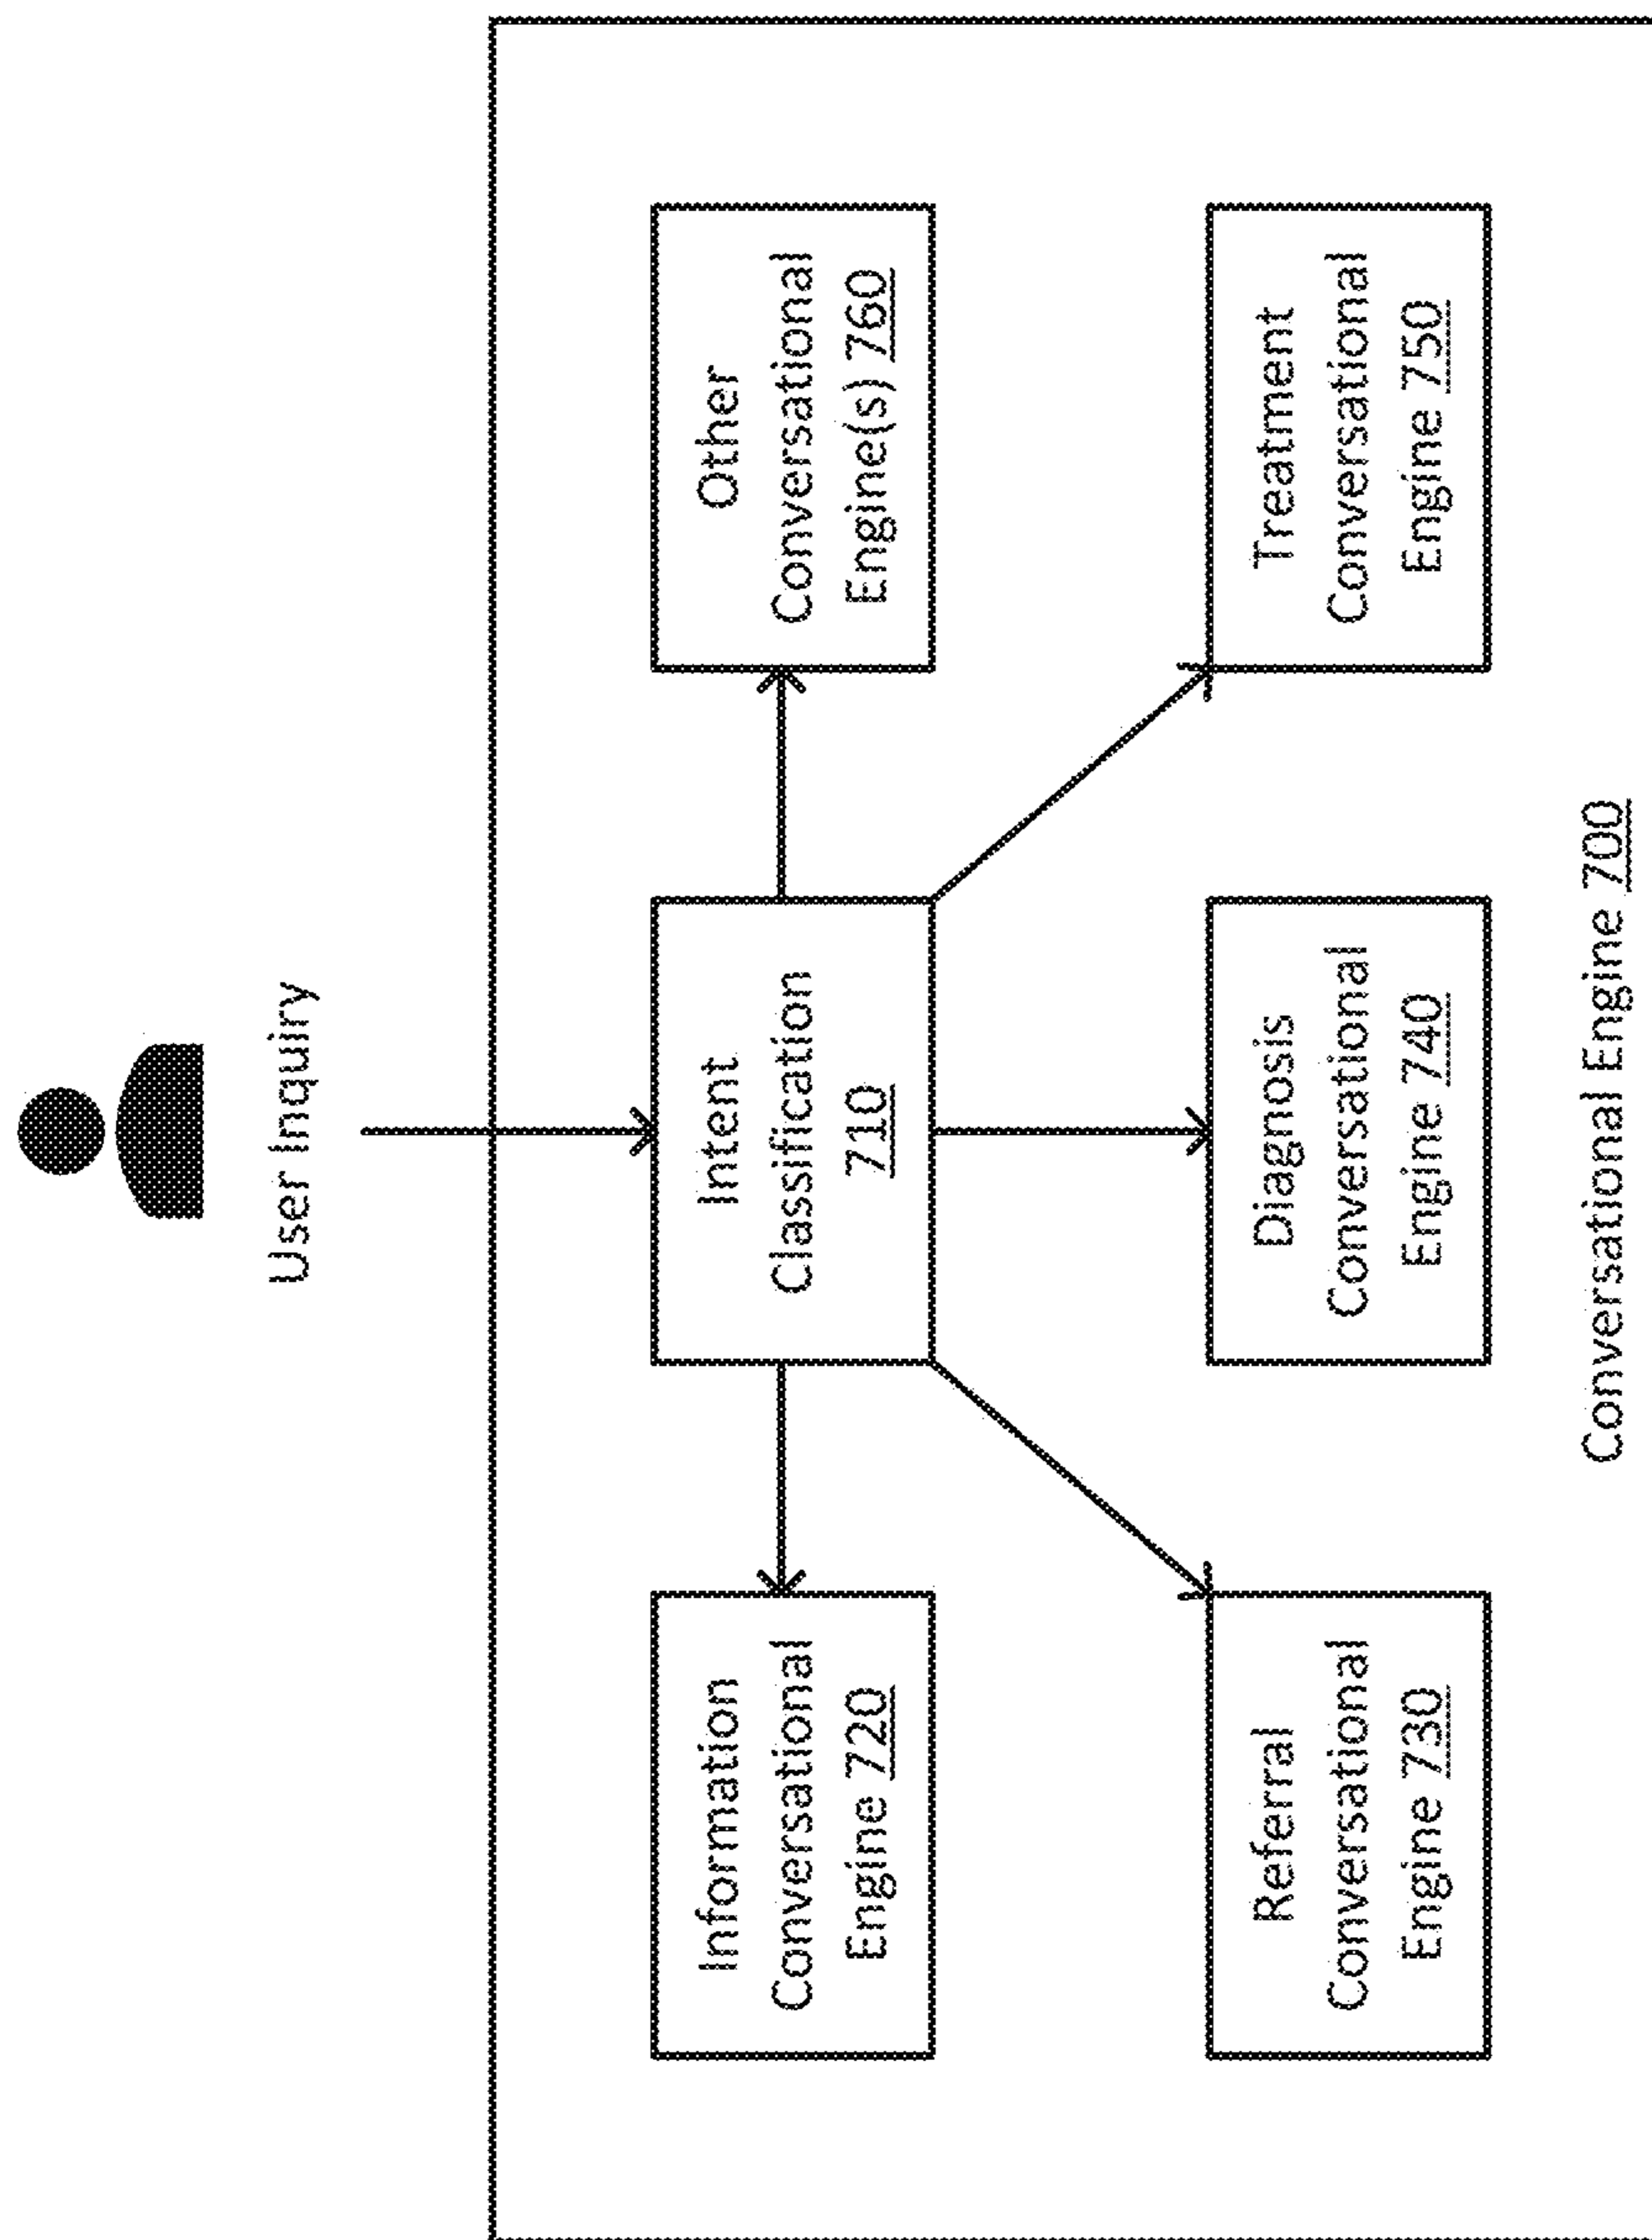 User Inquiry
Information
Conversational
Engine 720
Intent
Classification
710
Other
Conversational
Engine(s) 760
Referral
Conversational
Engine 730
Diagnosis
Conversational
Engine 740
Treatment
Conversational
Engine 750
Conversational Engine 700